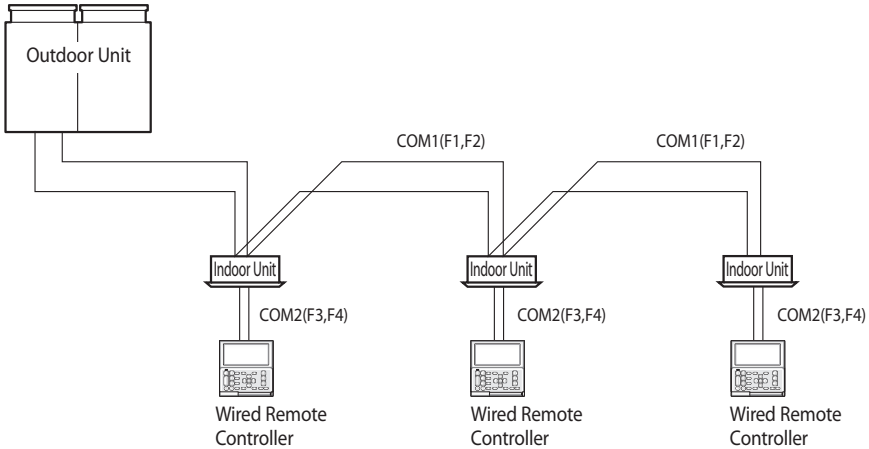 Outdoor Unit
COM1(F1,F2)
COM1(F1,F2)
Indoor Unit
Indoor Unit
Indoor Unit
COM2(F3,F4)
COM2(F3,F4)
COM2(F3,F4)
Wired Remote
Controller
Wired Remote
Controller
Wired Remote
Controller